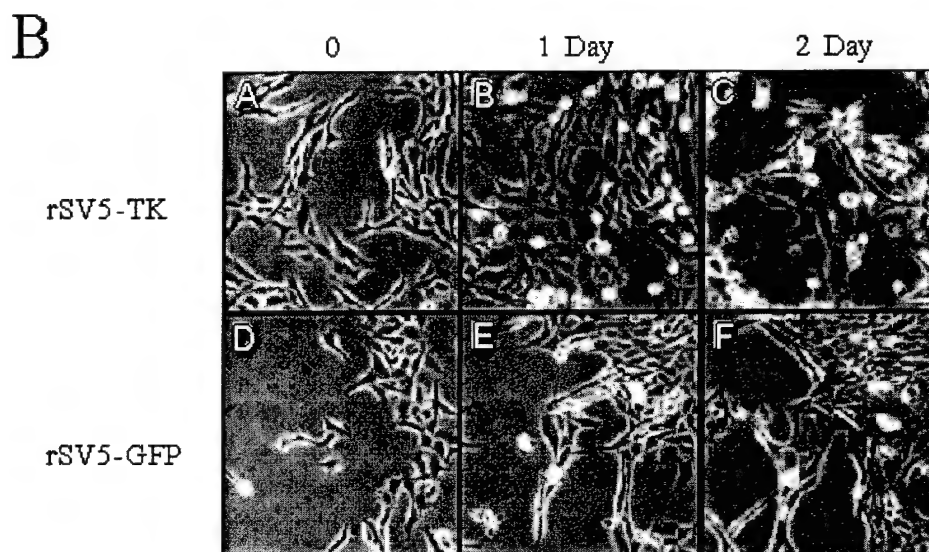 B
0 1 Day 2 Day
A B C
rSV5-TK
D E F
rSV5-GFP